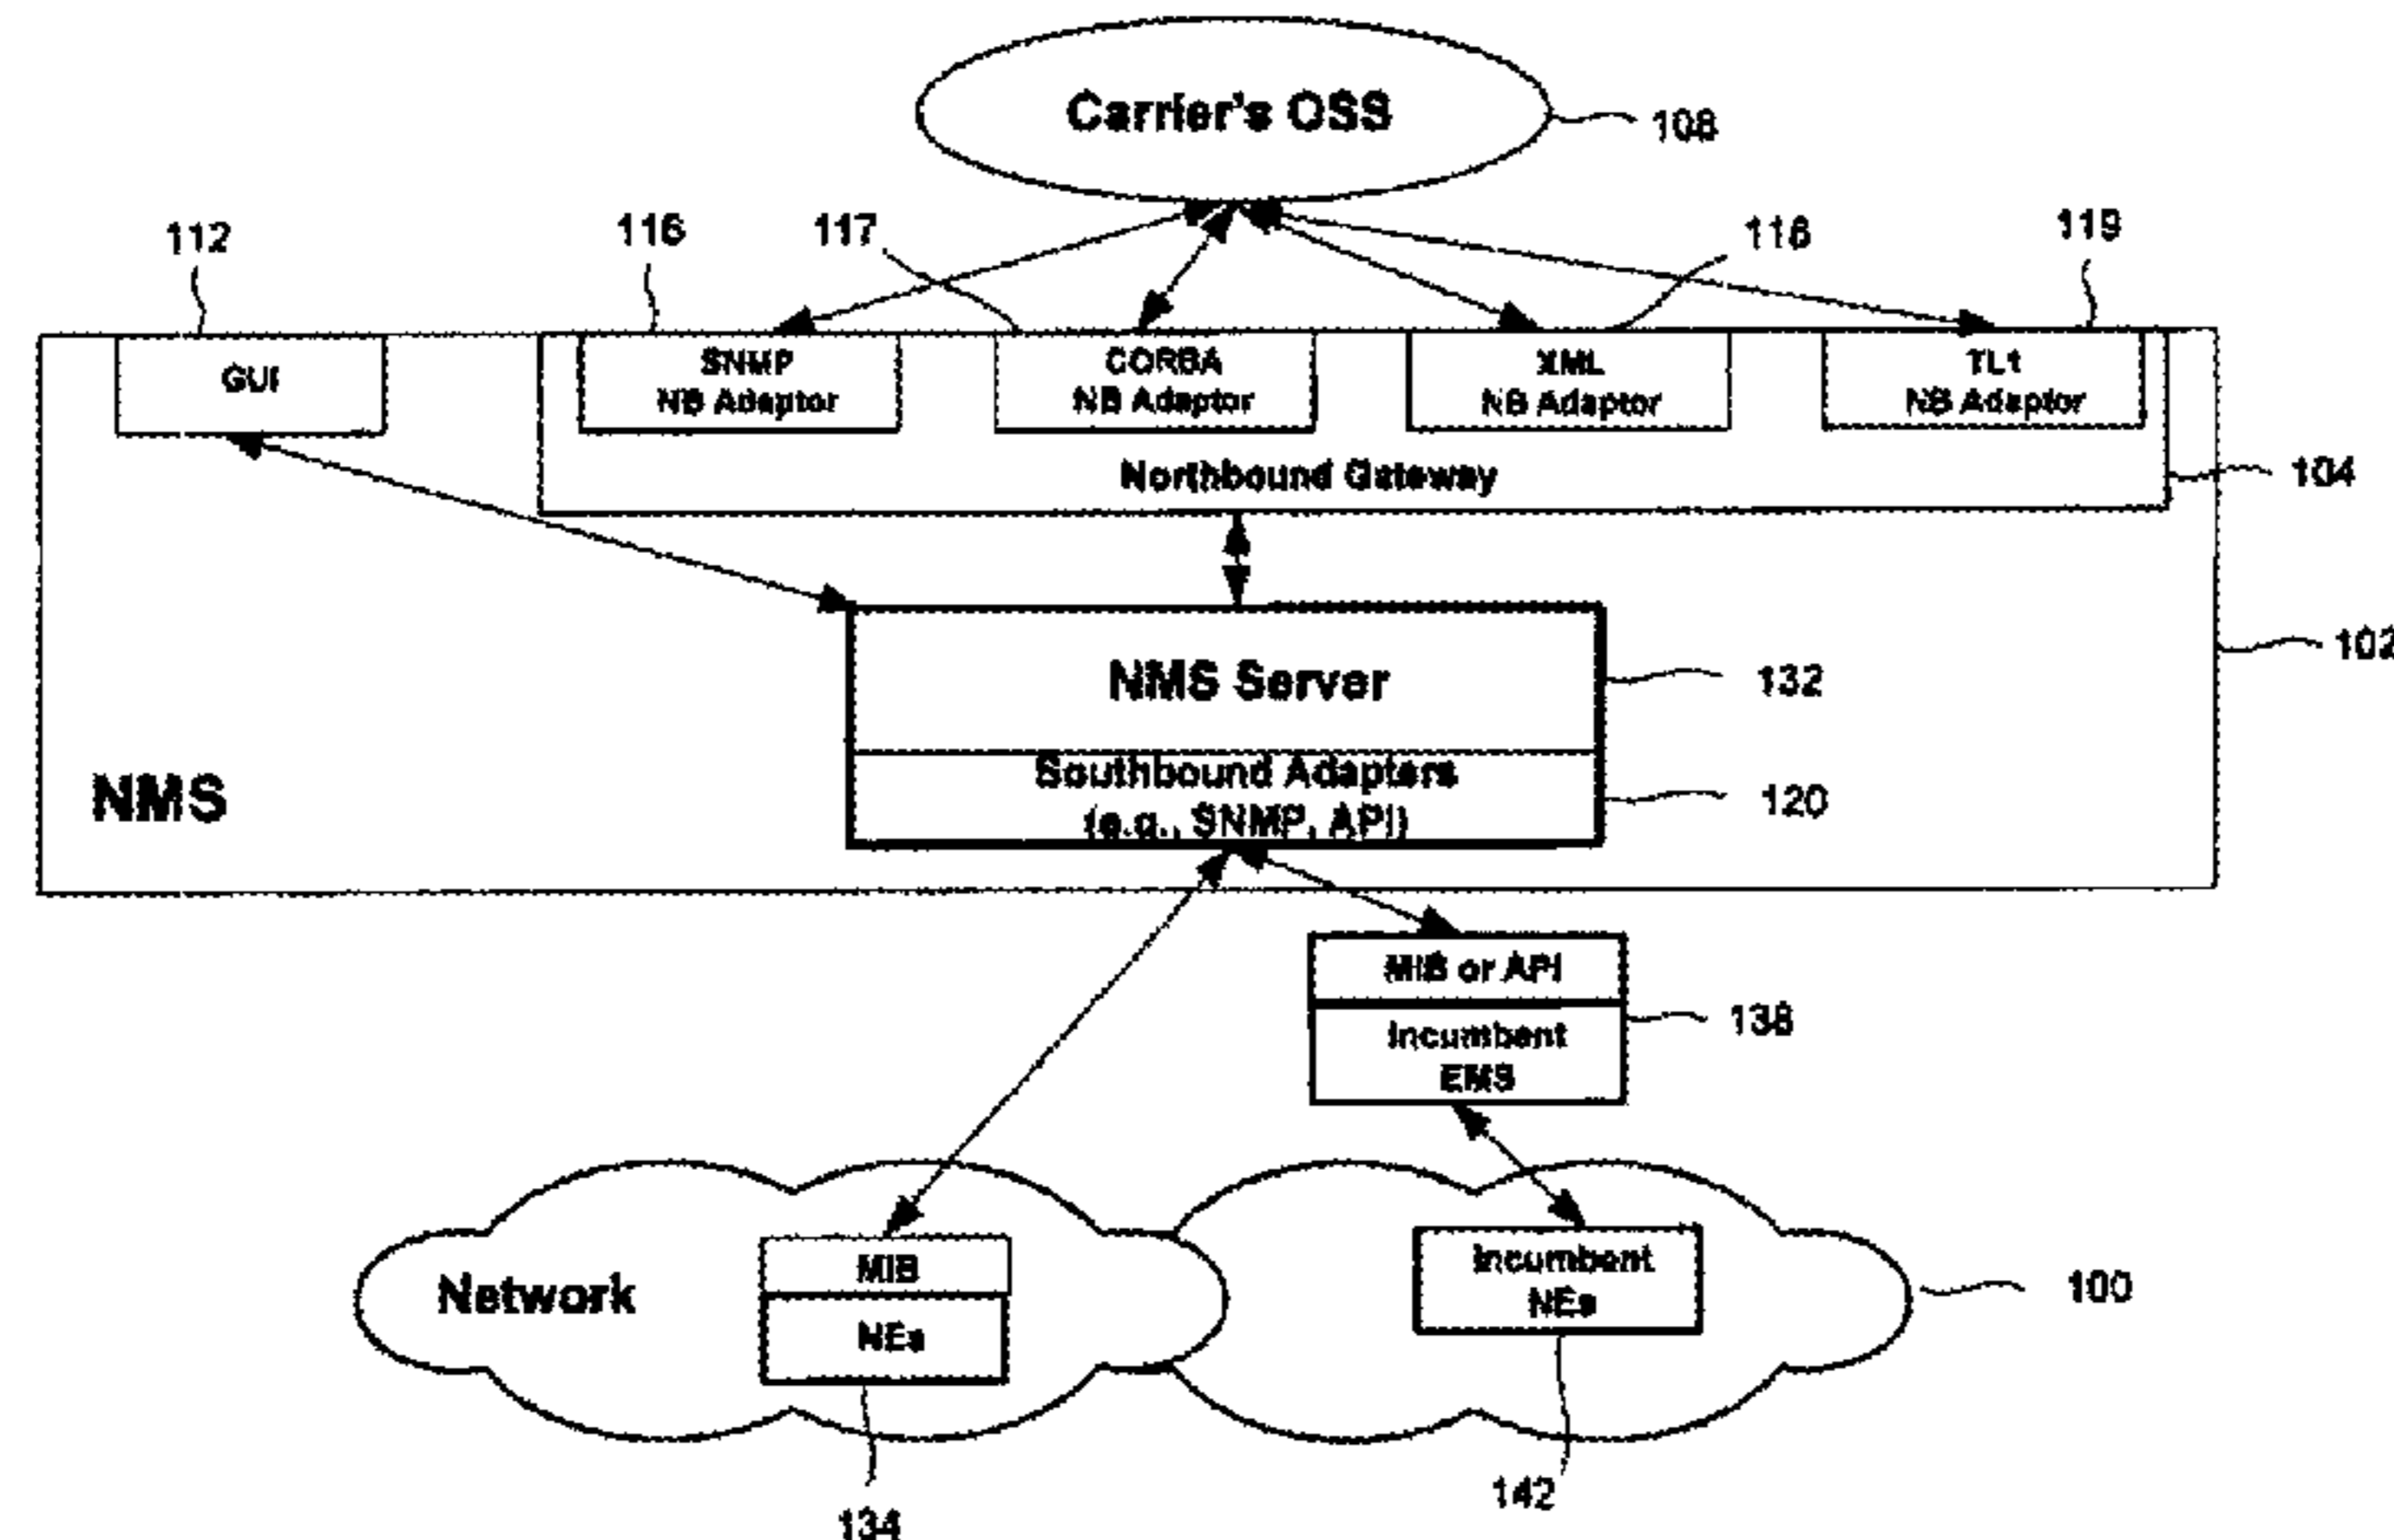 Carrier's OSS
108
112
116
117
118
119
GUI
SNMP
NB Adaptor
CORBA
NB Adaptor
XML
NB Adaptor
TL1
NB Adaptor
Northbound Gateway
104
NMS Server
132
102
Southbound Adapters
(e.g., SNMP, API)
120
NMS
MIB or API
Incumbent
EMS
138
Network
MIB
NEs
Incumbent
NEs
100
134
142